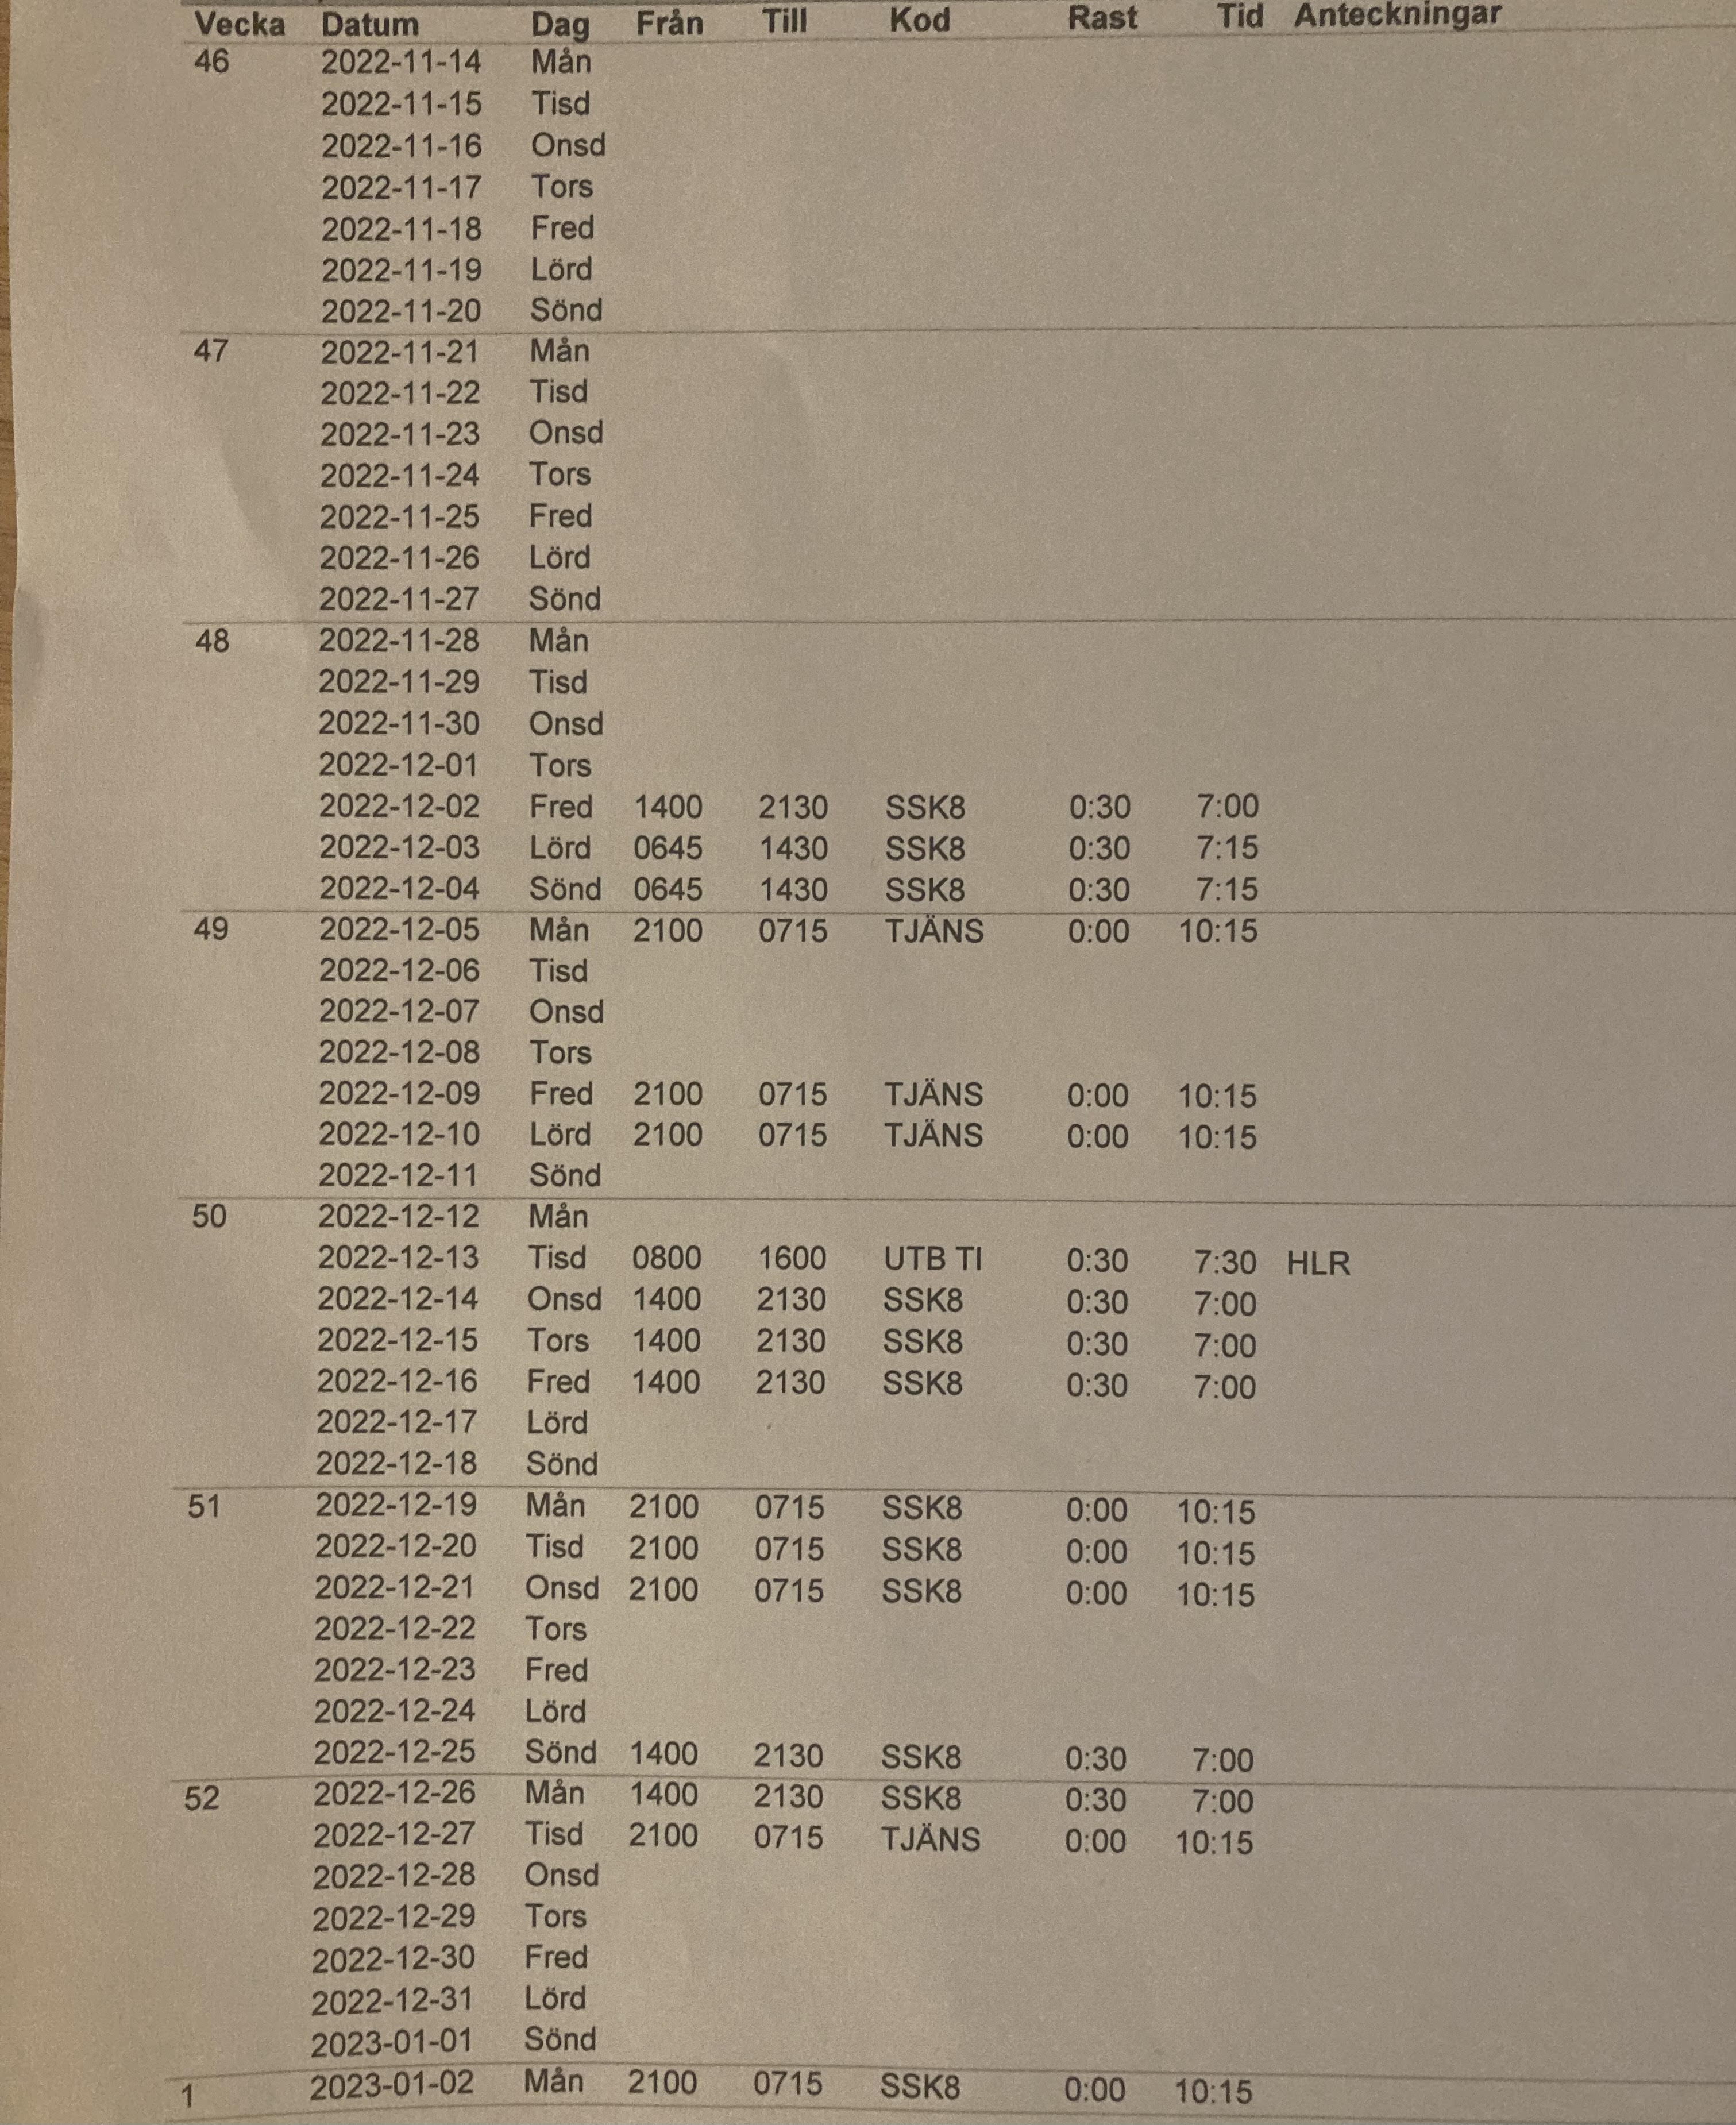 Vecka Datum Dag Från Till Kod Rast Tid Anteckningar
46 2022-11-14 Mån
2022-11-15 Tisd
2022-11-16 Onsd
2022-11-17 Tors
2022-11-18 Fred
2022-11-19 Lörd
2022-11-20 Sönd
47 2022-11-21 Mån
2022-11-22 Tisd
2022-11-23 Onsd
2022-11-24 Tors
2022-11-25 Fred
2022-11-26 Lörd
2022-11-27 Sönd
48 2022-11-28 Mån
2022-11-29 Tisd
2022-11-30 Onsd
2022-12-01 Tors
2022-12-02 Fred 1400 2130 SSK8 0:30 7:00
2022-12-03 Lörd 0645 1430 SSK8 0:30 7:15
2022-12-04 Sönd 0645 1430 SSK8 0:30 7:15
49 2022-12-05 Mån 2100 0715 TJÄNS 0:00 10:15
2022-12-06 Tisd
2022-12-07 Onsd
2022-12-08 Tors
2022-12-09 Fred 2100 0715 TJÄNS 0:00 10:15
2022-12-10 Lörd 2100 0715 TJÄNS 0:00 10:15
2022-12-11 Sönd
50 2022-12-12 Mån
2022-12-13 Tisd 0800 1600 UTB TI 0:30 7:30 HLR
2022-12-14 Onsd 1400 2130 SSK8 0:30 7:00
2022-12-15 Tors 1400 2130 SSK8 0:30 7:00
2022-12-16 Fred 1400 2130 SSK8 0:30 7:00
2022-12-17 Lörd
2022-12-18 Sönd
51 2022-12-19 Mån 2100 0715 SSK8 0:00 10:15
2022-12-20 Tisd 2100 0715 SSK8 0:00 10:15
2022-12-21 Onsd 2100 0715 SSK8 0:00 10:15
2022-12-22 Tors
2022-12-23 Fred
2022-12-24 Lörd
2022-12-25 Sönd 1400 2130 SSK8 0:30 7:00
52 2022-12-26 Mån 1400 2130 SSK8 0:30 7:00
2022-12-27 Tisd 2100 0715 TJÄNS 0:00 10:15
2022-12-28 Onsd
2022-12-29 Tors
2022-12-30 Fred
2022-12-31 Lörd
2023-01-01 Sönd
1 2023-01-02 Mån 2100 0715 SSK8 0:00 10:15